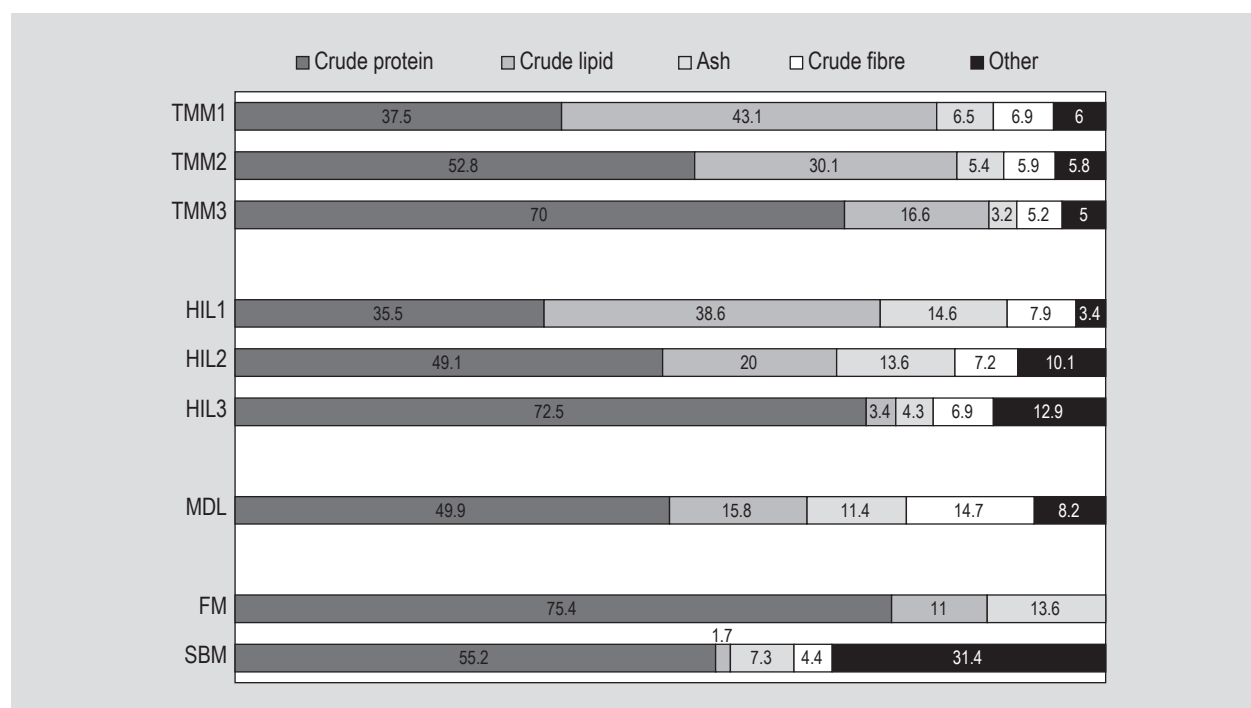 Crude protein Crude lipid Ash Crude fibre Other
TMM1 37.5 43.1 6.5 6.9 6
TMM2 52.8 30.1 5.4 5.9 5.8
TMM3 70 16.6 3.2 5.2 5
HIL1 35.5 38.6 14.6 7.9 3.4
HIL2 49.1 20 13.6 7.2 10.1
HIL3 72.5 3.4 4.3 6.9 12.9
MDL 49.9 15.8 11.4 14.7 8.2
FM 75.4 11 13.6
1.7
SBM 55.2 7.3 4.4 31.4